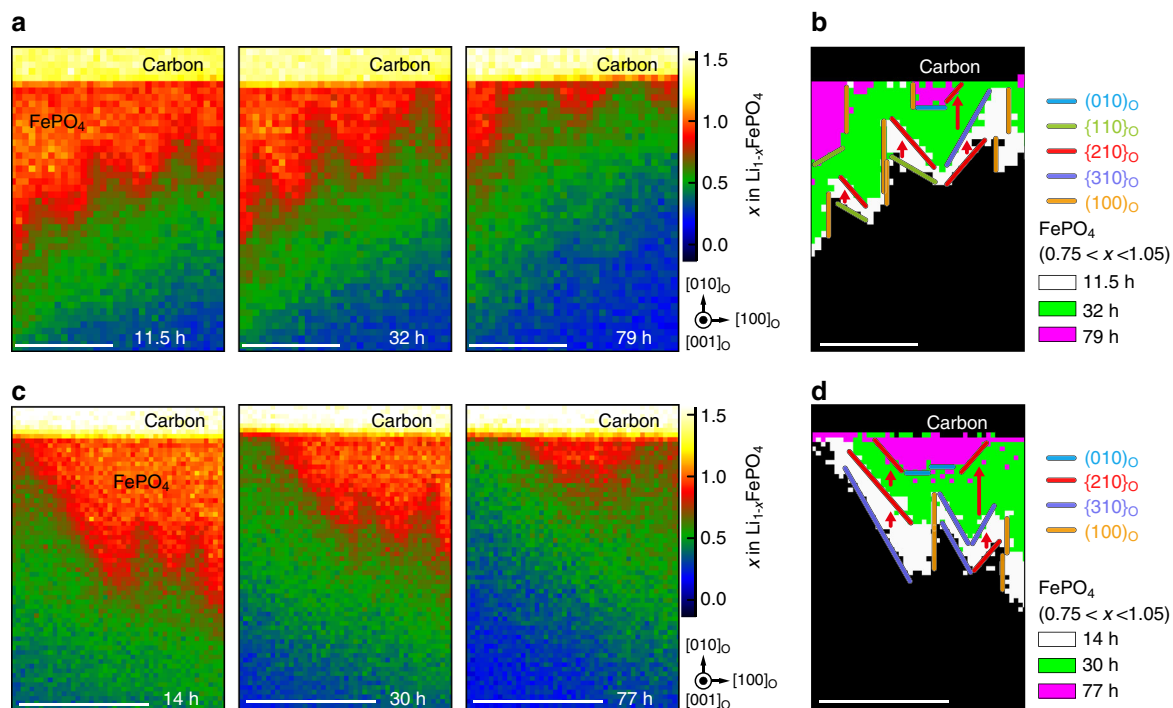 a
Carbon
FePO4
11.5 h
Carbon
32 h
Carbon
79 h
1.5
1.0
0.5
0.0
x in Li1-xFePO4
[010]O
[100]O
[001]O
b
Carbon
(010)O
{110}O
{210}O
{310}O
(100)O
FePO4
(0.75 < x <1.05)
11.5 h
32 h
79 h
c
Carbon
FePO4
14 h
Carbon
30 h
Carbon
77 h
1.5
1.0
0.5
0.0
x in Li1-xFePO4
[010]O
[100]O
[001]O
d
Carbon
(010)O
{210}O
{310}O
(100)O
FePO4
(0.75 < x <1.05)
14 h
30 h
77 h